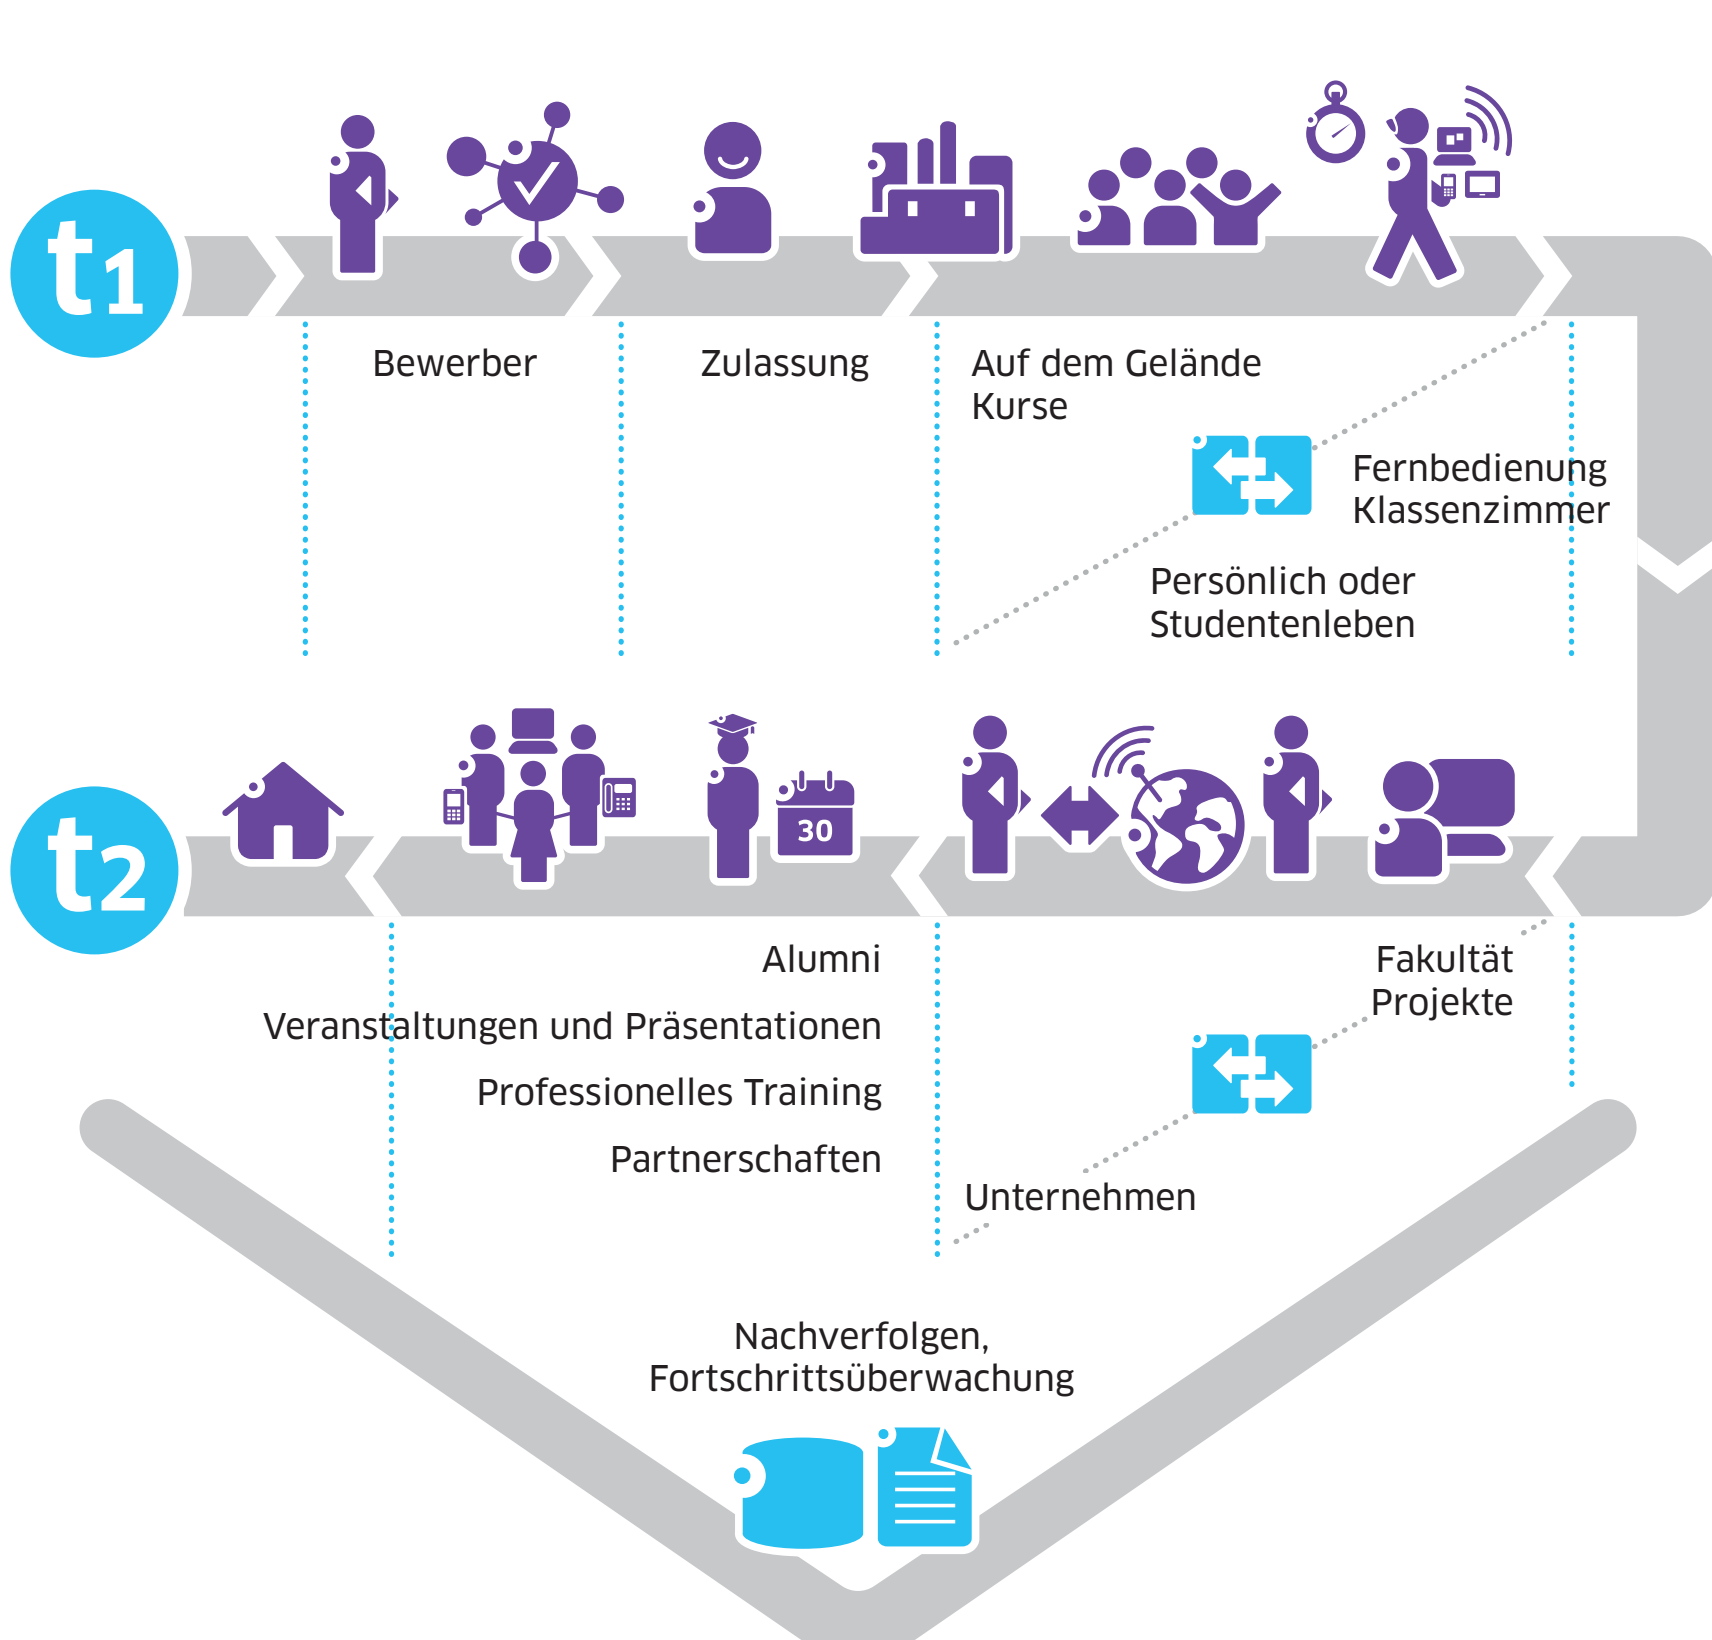 t1
Bewerber
Zulassung
Auf dem Gelände
Kurse
Fernbedienung
Klassenzimmer
Persönlich oder
Studentenleben
30
t2
Alumni
Veranstaltungen und Präsentationen
Professionelles Training
Partnerschaften
Fakultät
Projekte
Unternehmen
Nachverfolgen,
Fortschrittsüberwachung